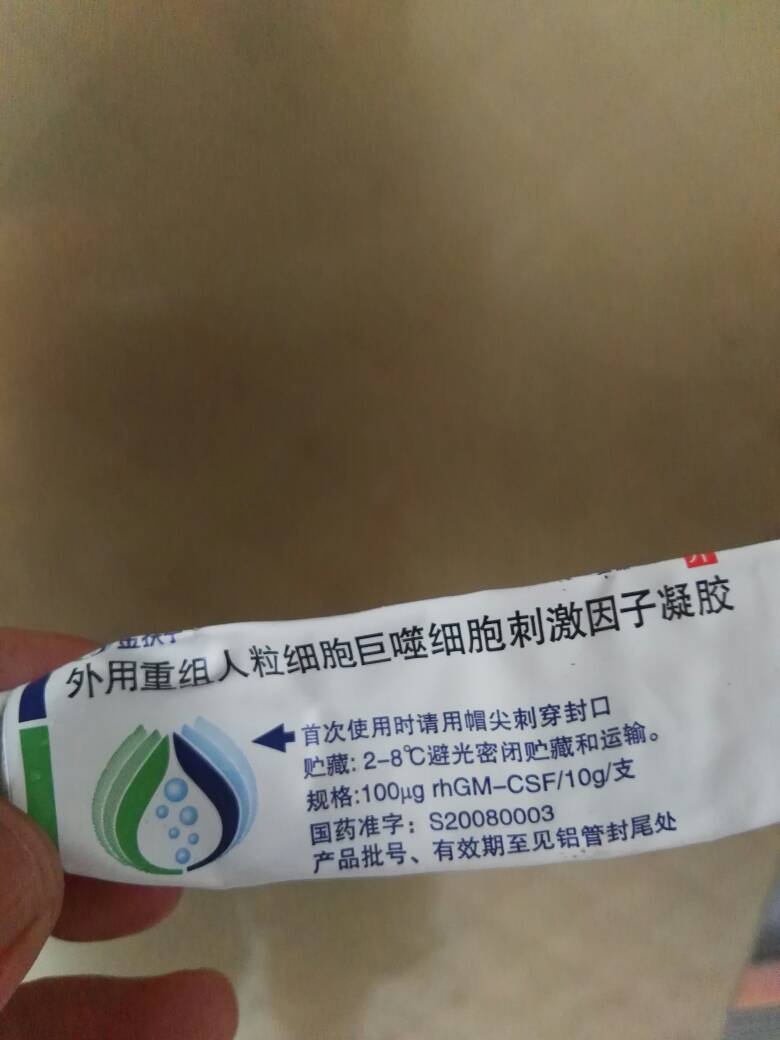 外用重组人粒细胞巨噬细胞刺激因子凝胶
首次使用时请用帽尖刺穿封口
贮藏: 2-8℃避光密闭贮藏和运输。
规格:100μg rhGM-CSF/10g/支
国药准字: S20080003
产品批号、有效期至见铝管封尾处